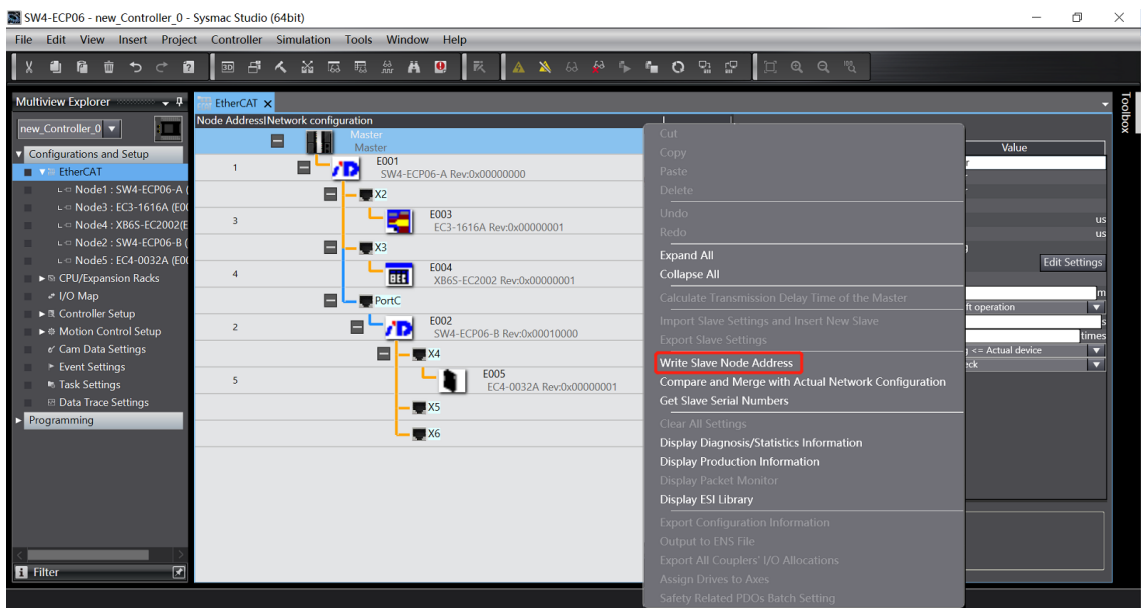 SW4-ECP06 - new_Controller_0 - Sysmac Studio (64bit)
File Edit View Insert Project Controller Simulation Tools Window Help
Multiview Explorer
new_Controller_0
Configurations and Setup
EtherCAT
Node1 : SW4-ECP06-A (
Node3 : EC3-1616A (E00
Node4 : XB6S-EC2002(E
Node2 : SW4-ECP06-B (
Node5 : EC4-0032A (E00
CPU/Expansion Racks
I/O Map
Controller Setup
Motion Control Setup
Cam Data Settings
Event Settings
Task Settings
Data Trace Settings
Programming
Filter
EtherCAT
Node Address|Network configuration
Master
Master
1
E001
SW4-ECP06-A Rev:0x00000000
X2
3
E003
EC3-1616A Rev:0x00000001
X3
4
E004
XB6S-EC2002 Rev:0x00000001
PortC
2
E002
SW4-ECP06-B Rev:0x00010000
X4
5
E005
EC4-0032A Rev:0x00000001
X5
X6
Cut
Copy
Paste
Delete
Undo
Redo
Expand All
Collapse All
Calculate Transmission Delay Time of the Master
Import Slave Settings and Insert New Slave
Export Slave Settings
Write Slave Node Address
Compare and Merge with Actual Network Configuration
Get Slave Serial Numbers
Clear All Settings
Display Diagnosis/Statistics Information
Display Production Information
Display Packet Monitor
Display ESI Library
Export Configuration Information
Output to ENS File
Export All Couplers' I/O Allocations
Assign Drives to Axes
Safety Related PDOs Batch Setting
Value
us
us
Edit Settings
ft operation
times
<= Actual device
Toolbox